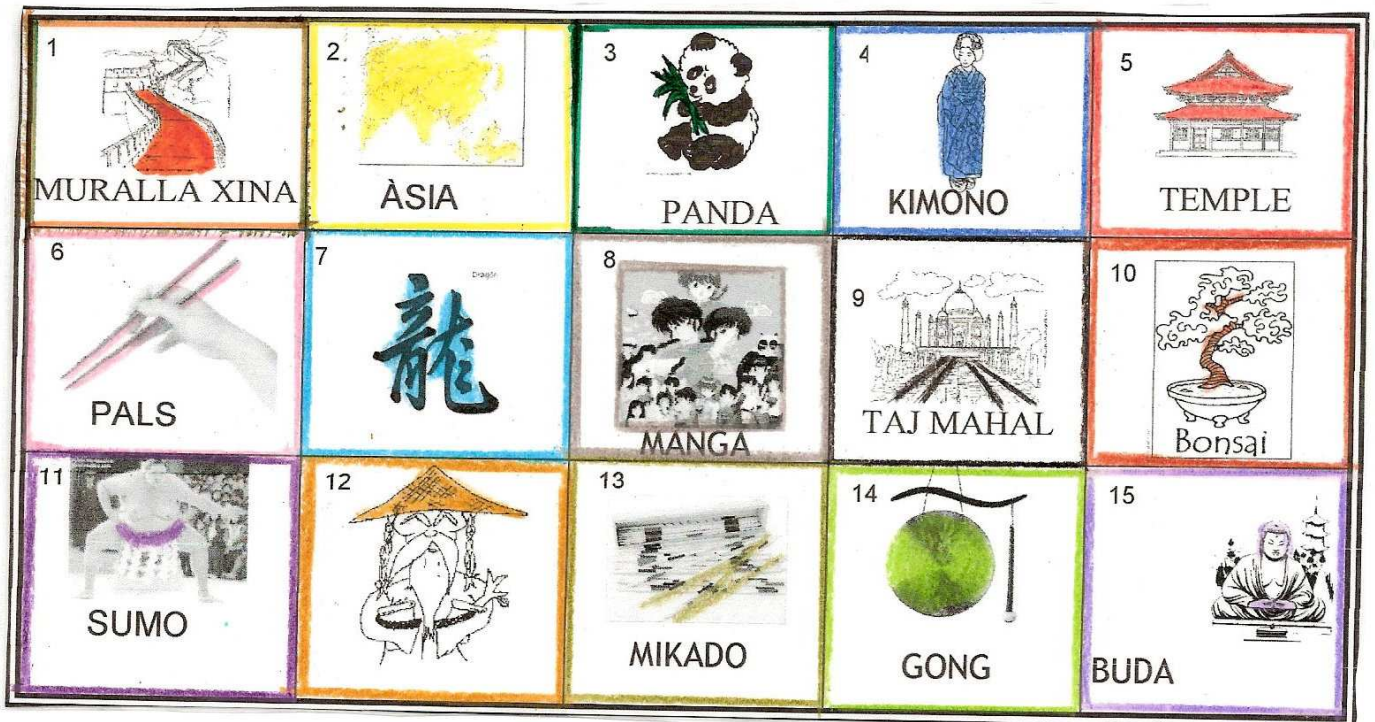 1
MURALLA XINA
2.
ÀSIA
3
PANDA
4
KIMONO
5
TEMPLE
6
PALS
7
Dragón
龍
8
MANGA
9
TAJ MAHAL
10
Bonsai
11
SUMO
12
13
MIKADO
14
GONG
15
BUDA